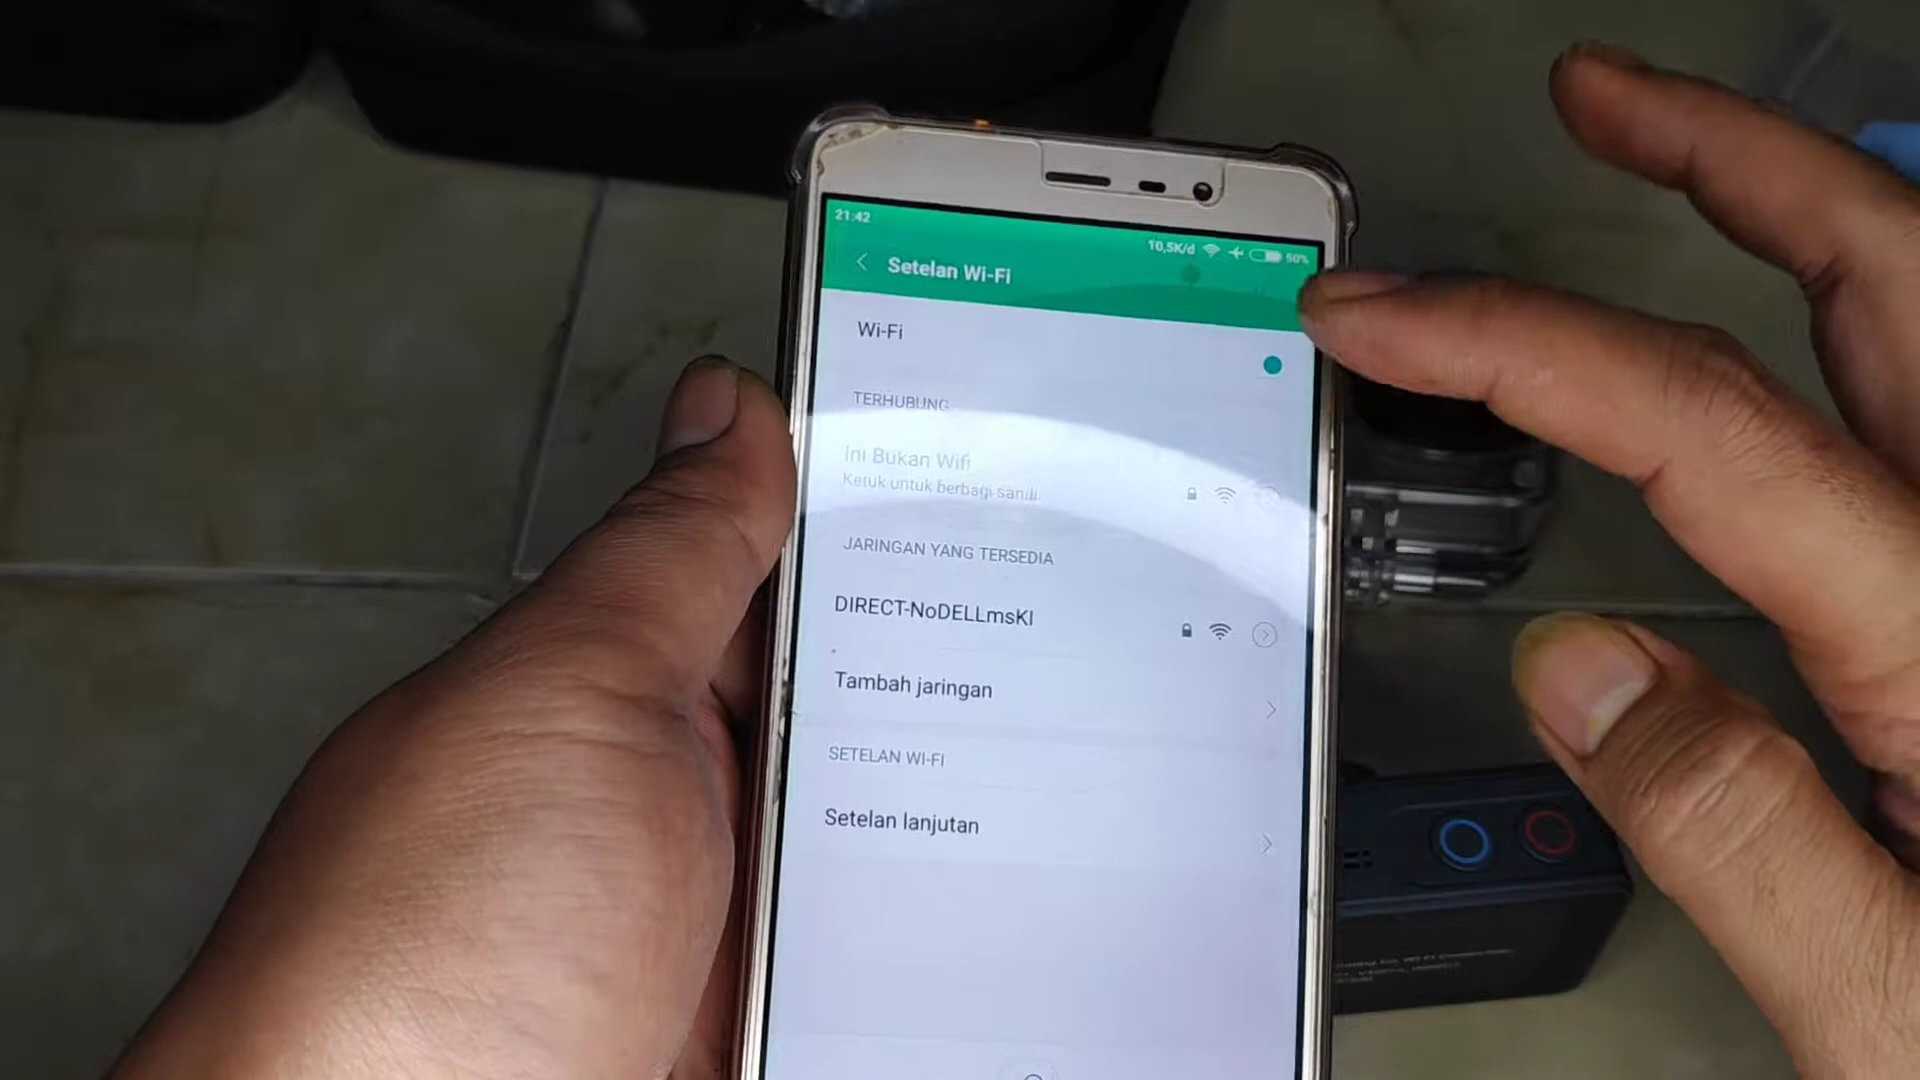 21:42
10,5K/d
50%
Setelan Wi-Fi
Wi-Fi
TERHUBUNG
Ini Bukan Wifi
Ketuk untuk berbagi sandi
JARINGAN YANG TERSEDIA
DIRECT-NoDELLmsKI
Tambah jaringan
SETELAN WI-FI
Setelan lanjutan